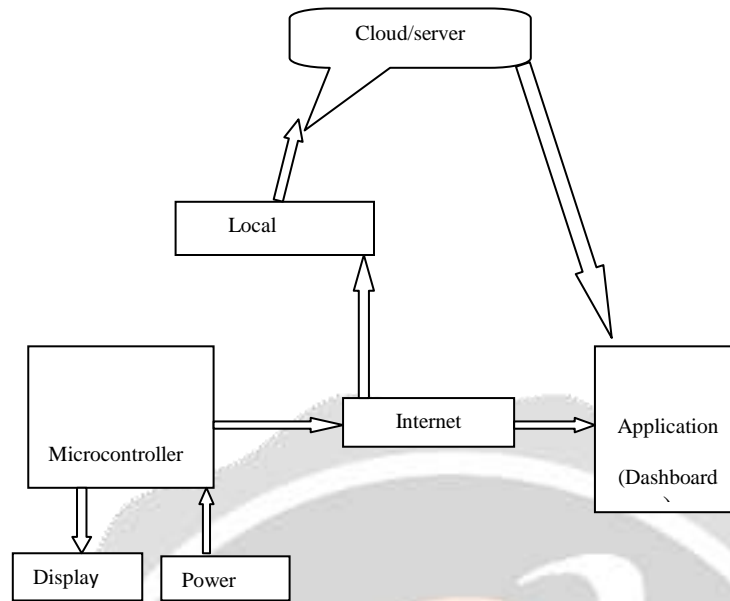 Cloud/server
Local
Internet
Microcontroller
Application
(Dashboard
)
Display
Power